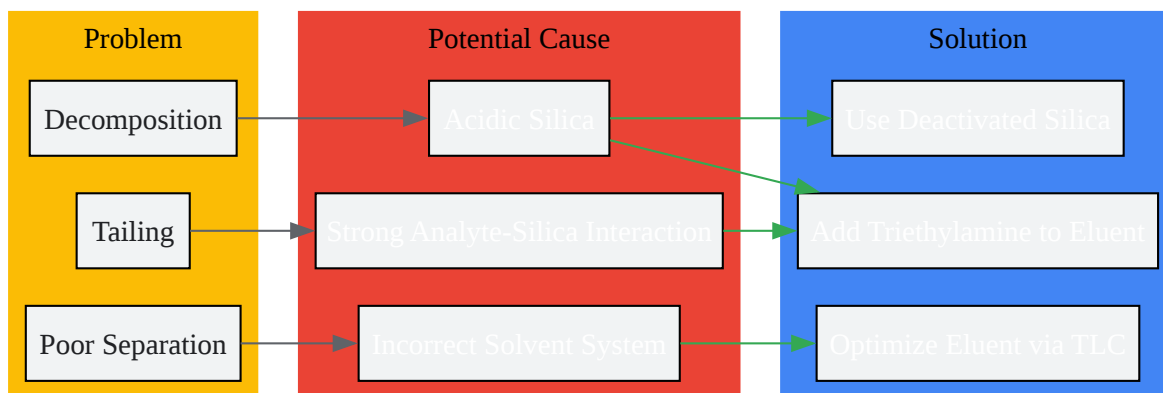 Problem
Potential Cause
Solution
Decomposition
Acidic Silica
Use Deactivated Silica
Tailing
Strong Analyte-Silica Interaction
Add Triethylamine to Eluent
Poor Separation
Incorrect Solvent System
Optimize Eluent via TLC